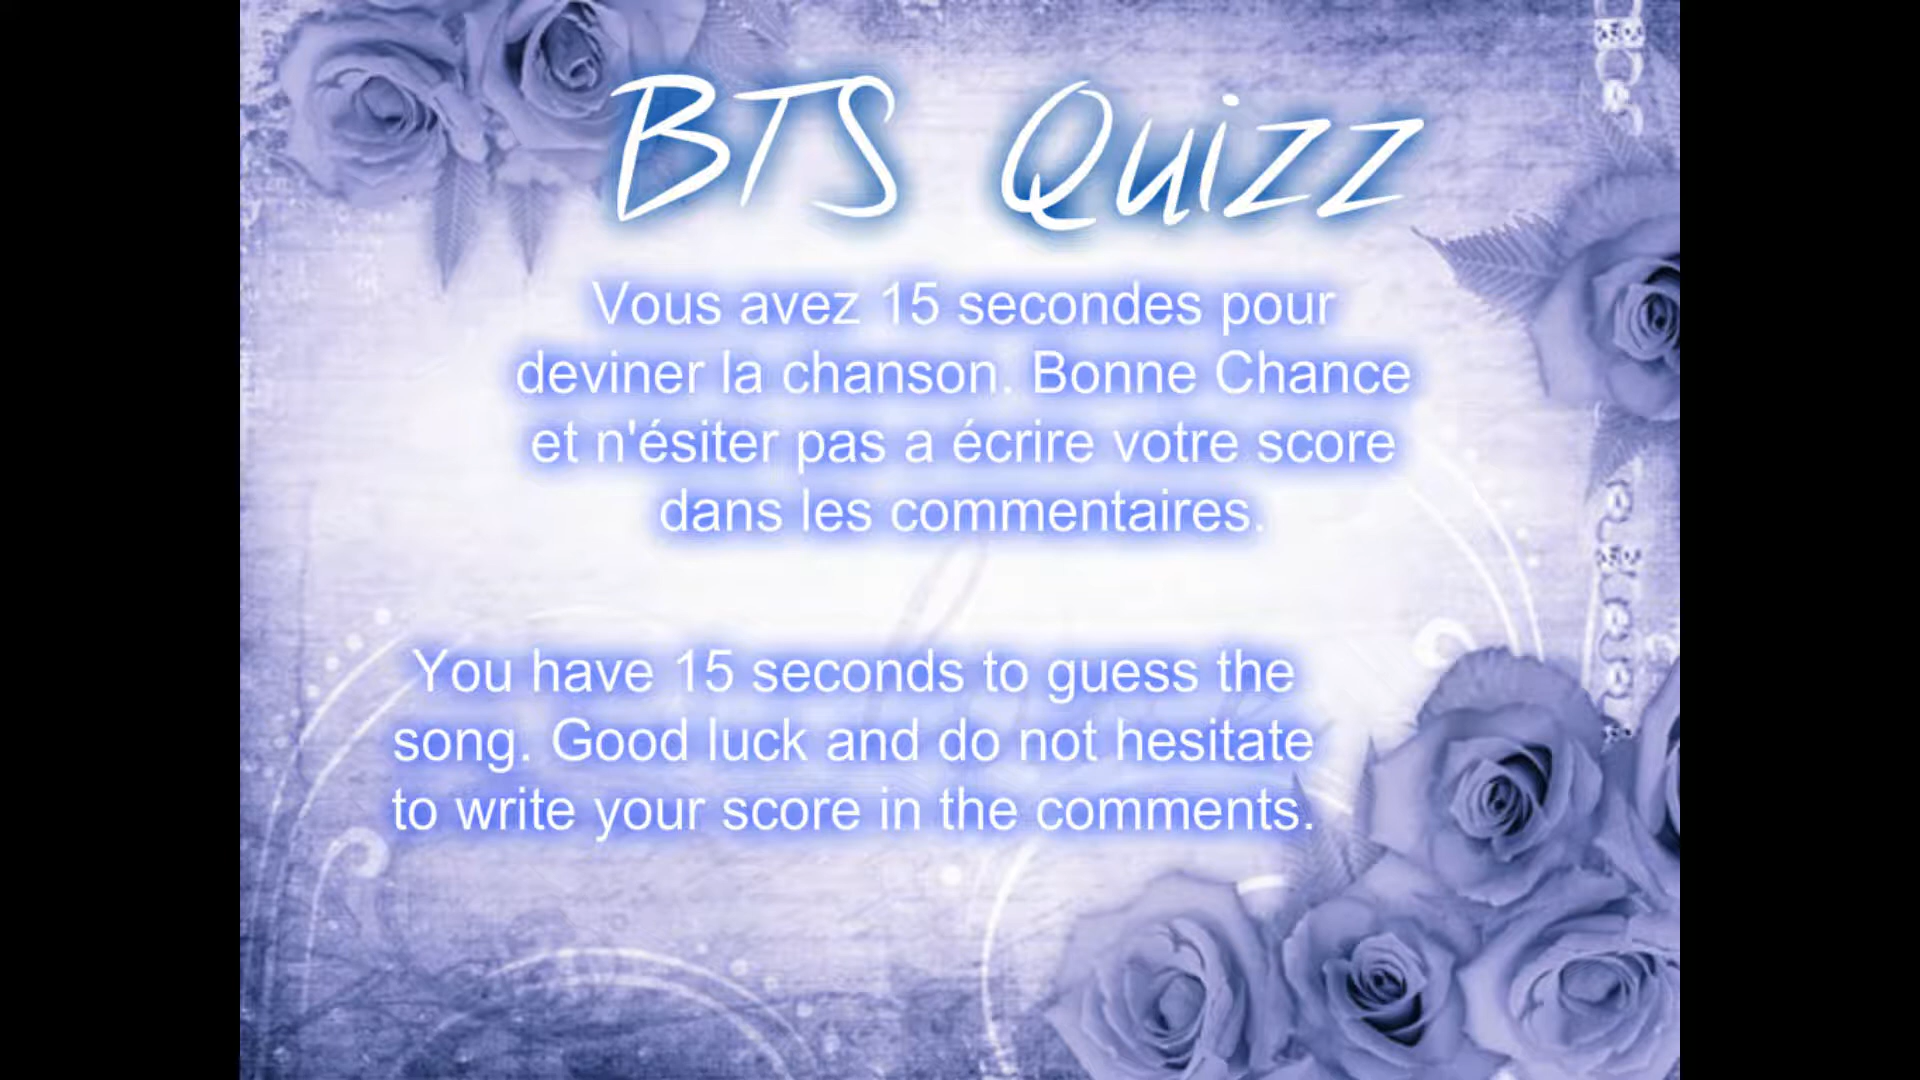 BTS Quizz
Vous avez 15 secondes pour
deviner la chanson. Bonne Chance
et n'ésiter pas a écrire votre score
dans les commentaires.
You have 15 seconds to guess the
song. Good luck and do not hesitate
to write your score in the comments.